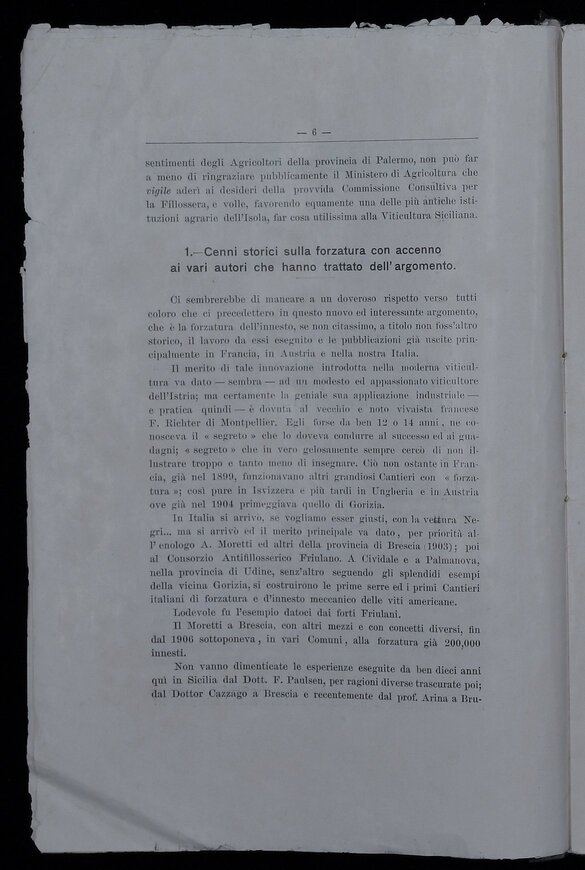 — 6 —
sentimenti degli Agricoltori della provincia di Palermo, non può far
a meno di ringraziare pubblicamente il Ministero di Agricoltura che
vigile aderì ai desideri della provvida Commissione Consultiva per
la Fillossera, e volle, favorendo equamente una delle più antiche isti-
tuzioni agrarie dell'Isola, far cosa utilissima alla Viticultura Siciliana.
1.—Cenni storici sulla forzatura con accenno
ai vari autori che hanno trattato dell'argomento.
Ci sembrerebbe di mancare a un doveroso rispetto verso tutti
coloro che ci precedettero in questo nuovo ed interessante argomento,
che è la forzatura dell'innesto, se non citassimo, a titolo non foss'altro
storico, il lavoro da essi eseguito e le pubblicazioni già uscite prin-
cipalmente in Francia, in Austria e nella nostra Italia.
Il merito di tale innovazione introdotta nella moderna viticul-
tura va dato — sembra — ad un modesto ed appassionato viticultore
dell'Istria; ma certamente la geniale sua applicazione industriale —
e pratica quindi — è dovuta al vecchio e noto vivaista francese
F. Richter di Montpellier. Egli forse da ben 12 o 14 anni, ne co-
nosceva il « segreto » che lo doveva condurre al successo ed ai gua-
dagni; « segreto » che in vero gelosamente sempre cercò di non il-
lustrare troppo e tanto meno di insegnare. Ciò non ostante in Fran-
cia, già nel 1899, funzionavano altri grandiosi Cantieri con « forza-
tura »; così pure in Isvizzera e più tardi in Ungheria e in Austria
ove già nel 1904 primeggiava quello di Gorizia.
In Italia si arrivò, se vogliamo esser giusti, con la vettura Ne-
gri... ma si arrivò ed il merito principale va dato, per priorità al-
l'enologo A. Moretti ed altri della provincia di Brescia (1903); poi
al Consorzio Antifillosserico Friulano. A Cividale e a Palmanova,
nella provincia di Udine, senz'altro seguendo gli splendidi esempi
della vicina Gorizia, si costruirono le prime serre ed i primi Cantieri
italiani di forzatura e d'innesto meccanico delle viti americane.
Lodevole fu l'esempio datoci dai forti Friulani.
Il Moretti a Brescia, con altri mezzi e con concetti diversi, fin
dal 1906 sottoponeva, in vari Comuni, alla forzatura già 200,000
innesti.
Non vanno dimenticate le esperienze eseguite da ben dieci anni
quì in Sicilia dal Dott. F. Paulsen, per ragioni diverse trascurate poi;
dal Dottor Cazzago a Brescia e recentemente dal prof. Arina a Bru-